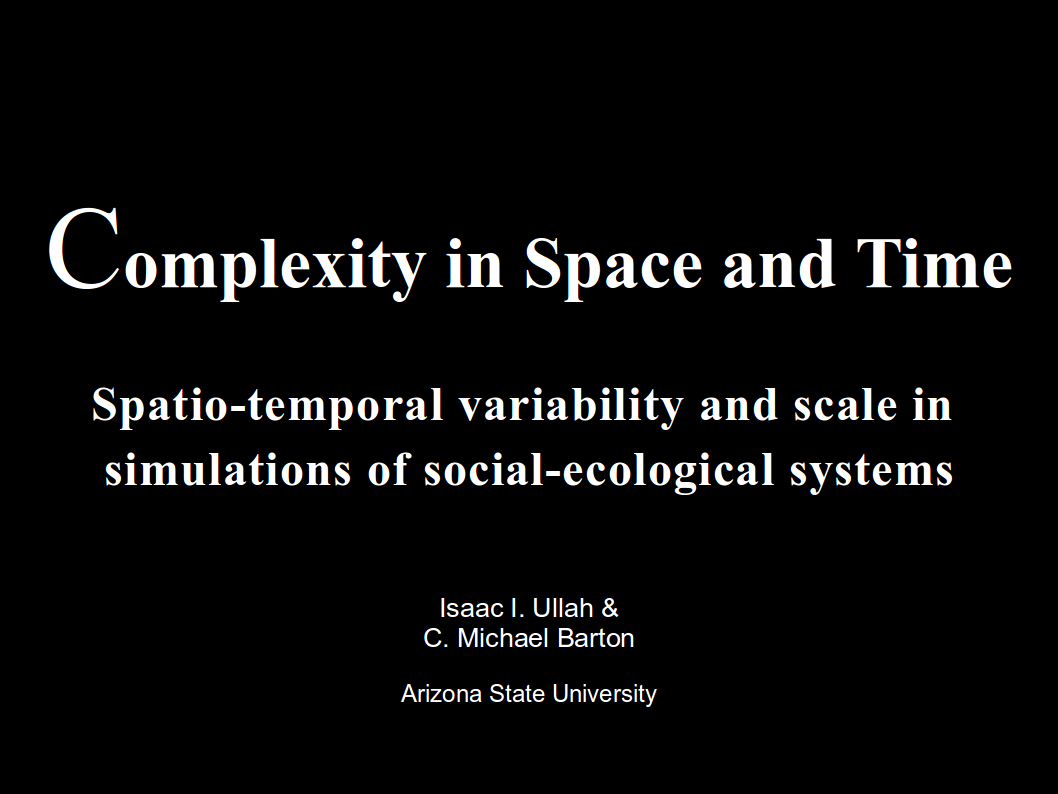 Complexity in Space and Time
Spatio-temporal variability and scale in
simulations of social-ecological systems
Isaac I. Ullah &
C. Michael Barton
Arizona State University